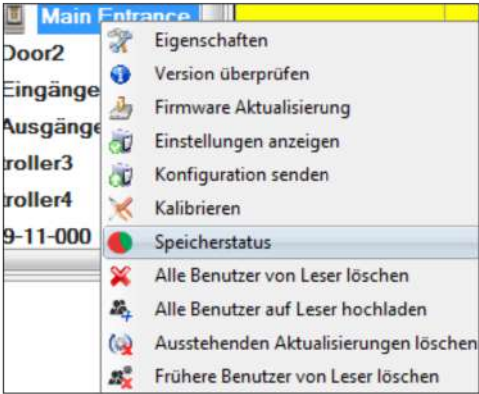 Main Entrance
Door2
Eingänge
Ausgänge
troller3
troller4
9-11-000
Eigenschaften
Version überprüfen
Firmware Aktualisierung
Einstellungen anzeigen
Konfiguration senden
Kalibrieren
Speicherstatus
Alle Benutzer von Leser löschen
Alle Benutzer auf Leser hochladen
Ausstehenden Aktualisierungen löschen
Frühere Benutzer von Leser löschen